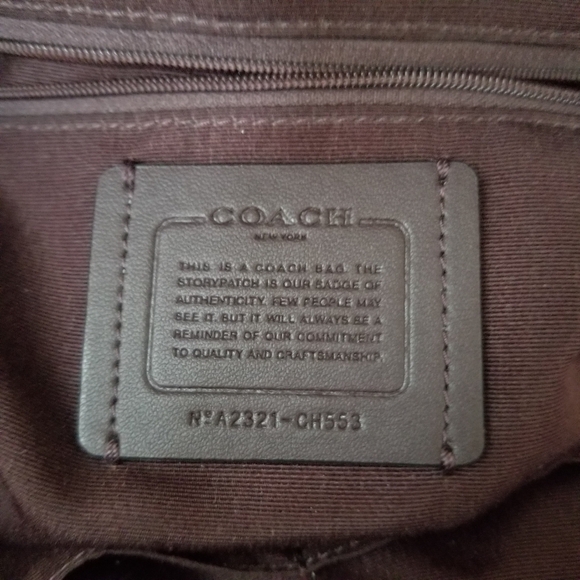 COACH
NEW YORK
THIS IS A COACH BAG. THE
STORYPATCH IS OUR BADGE OF
AUTHENTICITY. FEW PEOPLE MAY
SEE IT. BUT IT WILL ALWAYS BE A
REMINDER OF OUR COMMITMENT
TO QUALITY AND CRAFTSMANSHIP.
Nº A2321-CH553